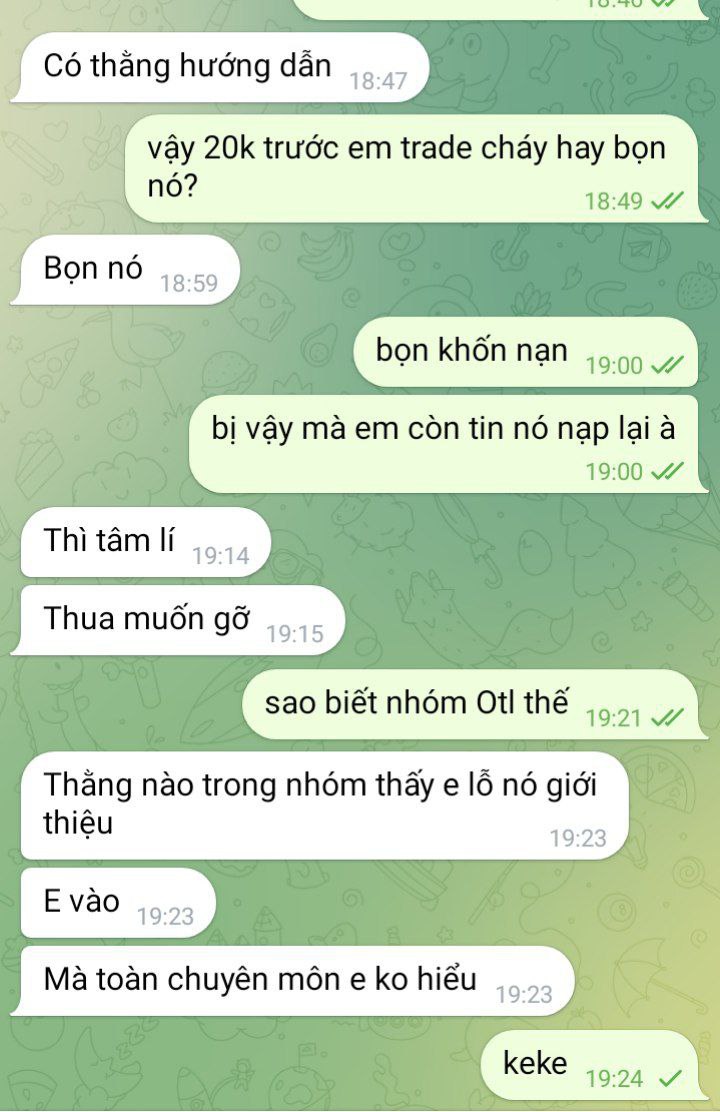 18:46
Có thằng hướng dẫn 18:47
vậy 20k trước em trade cháy hay bọn
nó?
18:49
Bọn nó 18:59
bọn khốn nạn 19:00
bị vậy mà em còn tin nó nạp lại à
19:00
Thì tâm lí 19:14
Thua muốn gỡ 19:15
sao biết nhóm Otl thế 19:21
Thằng nào trong nhóm thấy e lỗ nó giới
thiệu
19:23
E vào 19:23
Mà toàn chuyên môn e ko hiểu 19:23
keke 19:24